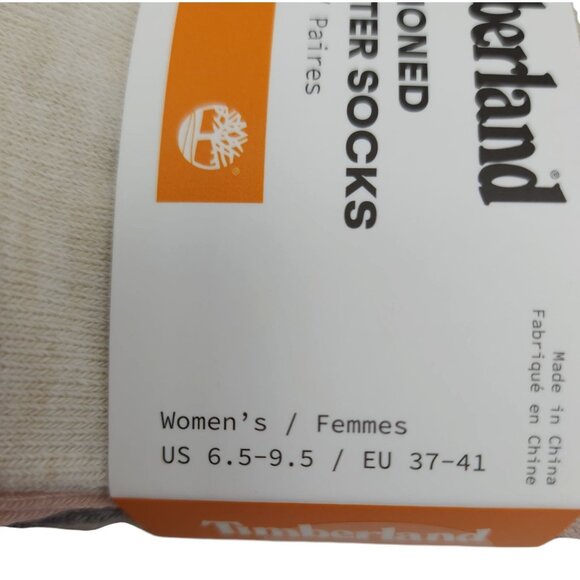 berland®
IONED
TER SOCKS
Paires
®
Made in China
Fabriqué en Chine
Women's / Femmes
US 6.5-9.5 / EU 37-41
Timberland